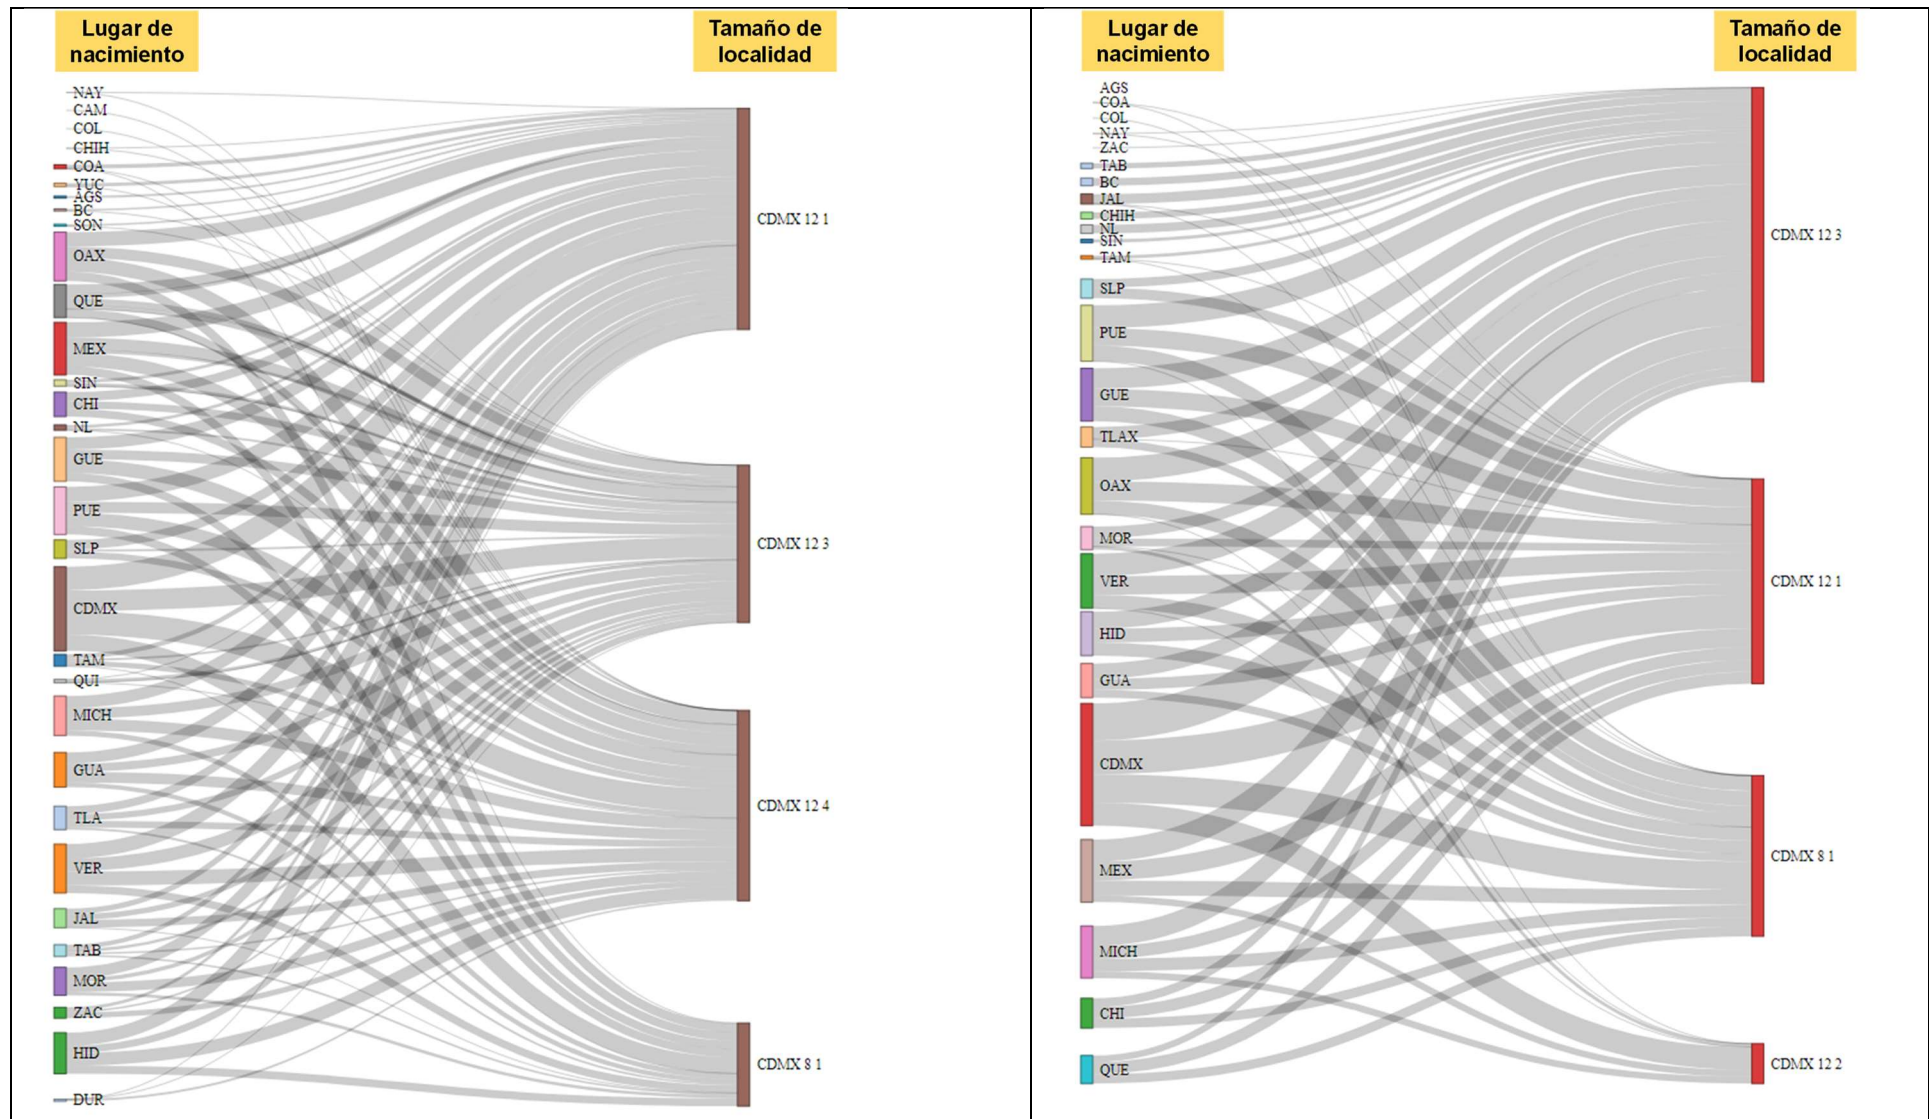 Lugar de
nacimiento
Tamaño de
localidad
NAY
CAM
COL
CHIH
COA
YUC
AGS
BC
SON
OAX
QUE
MEX
SIN
CHI
NL
GUE
PUE
SLP
CDMX
TAM
QUI
MICH
GUA
TLA
VER
JAL
TAB
MOR
ZAC
HID
DUR
CDMX 12 1
CDMX 12 3
CDMX 12 4
CDMX 8 1
Lugar de
nacimiento
Tamaño de
localidad
AGS
COA
COL
NAY
ZAC
TAB
BC
JAL
CHIH
NL
SIN
TAM
SLP
PUE
GUE
TLAX
OAX
MOR
VER
HID
GUA
CDMX
MEX
MICH
CHI
QUE
CDMX 12 3
CDMX 12 1
CDMX 8 1
CDMX 12 2